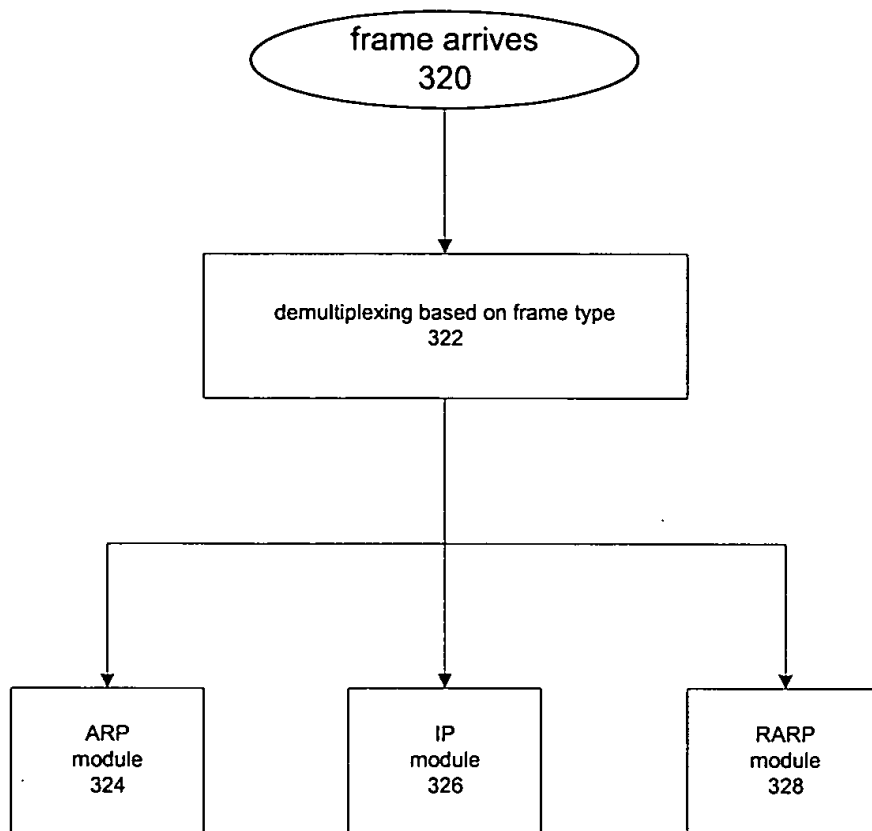 frame arrives
320
demultiplexing based on frame type
322
ARP
module
324
IP
module
326
RARP
module
328